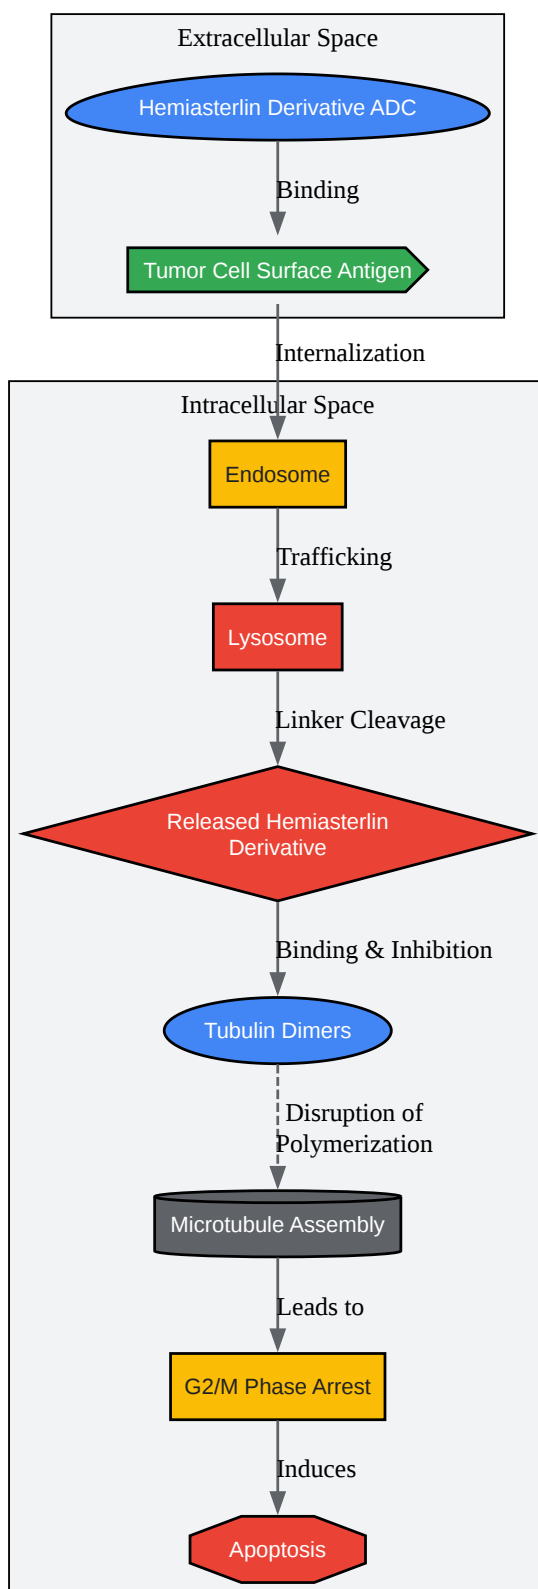 Extracellular Space
Hemiasterlin Derivative ADC
Binding
Tumor Cell Surface Antigen
Internalization
Intracellular Space
Endosome
Trafficking
Lysosome
Linker Cleavage
Released Hemiasterlin
Derivative
Binding & Inhibition
Tubulin Dimers
Disruption of
Polymerization
Microtubule Assembly
Leads to
G2/M Phase Arrest
Induces
Apoptosis